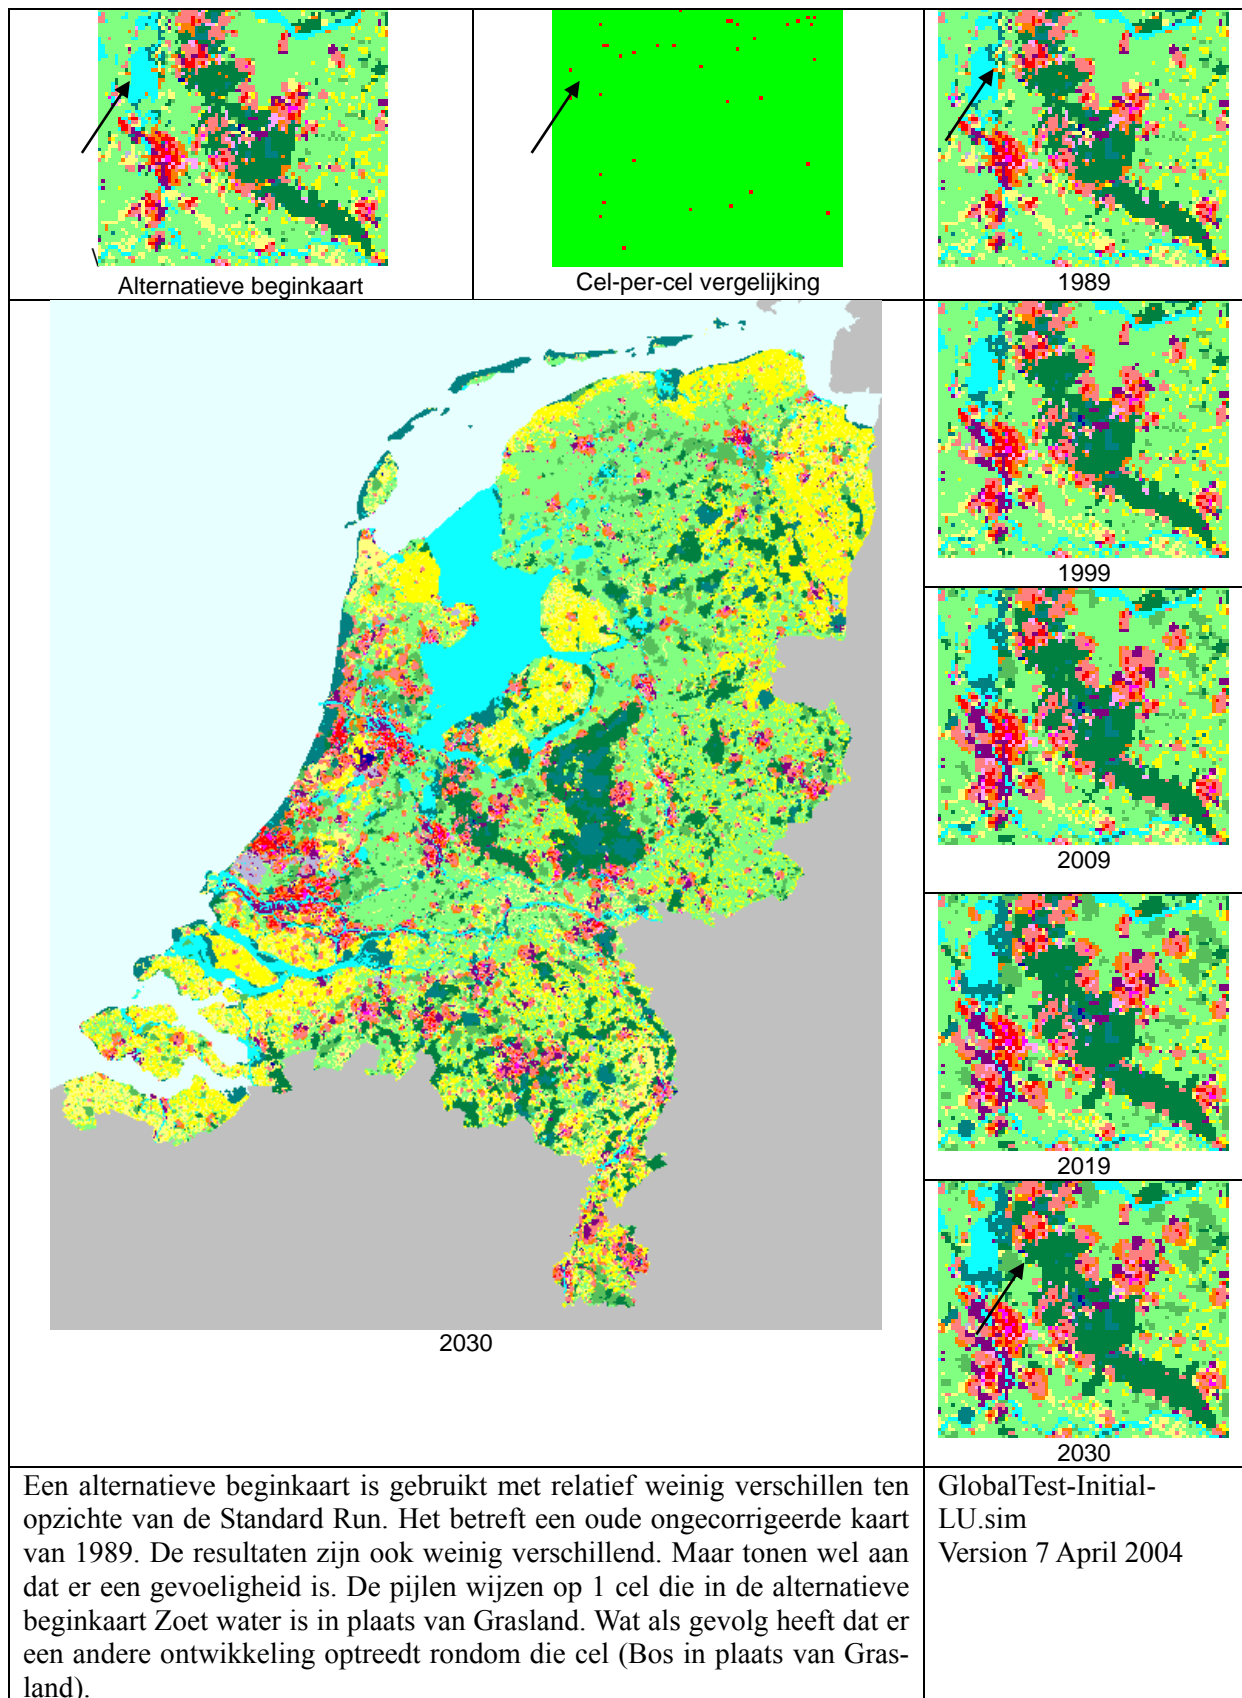 Alternatieve beginkaart
Cel-per-cel vergelijking
1989
1999
2009
2019
2030
2030
Een alternatieve beginkaart is gebruikt met relatief weinig verschillen ten
opzichte van de Standard Run. Het betreft een oude ongecorrigeerde kaart
van 1989. De resultaten zijn ook weinig verschillend. Maar tonen wel aan
dat er een gevoeligheid is. De pijlen wijzen op 1 cel die in de alternatieve
beginkaart Zoet water is in plaats van Grasland. Wat als gevolg heeft dat er
een andere ontwikkeling optreedt rondom die cel (Bos in plaats van Gras-
land).
GlobalTest-Initial-
LU.sim
Version 7 April 2004